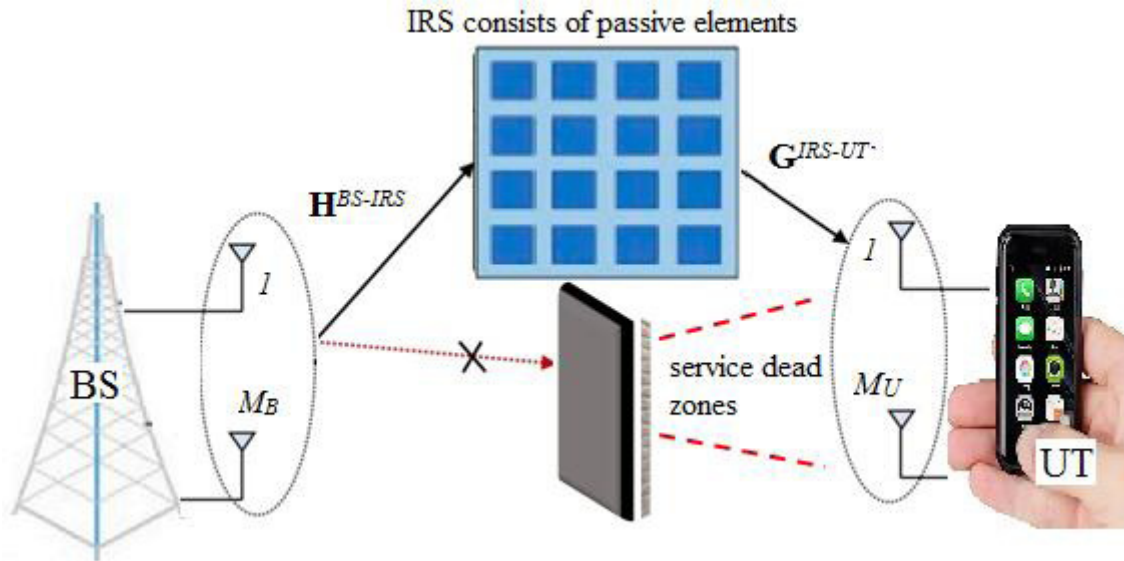 IRS consists of passive elements
G^IRS-UT.
H^BS-IRS
1
1
BS
service dead
zones
M_B
M_U
UT